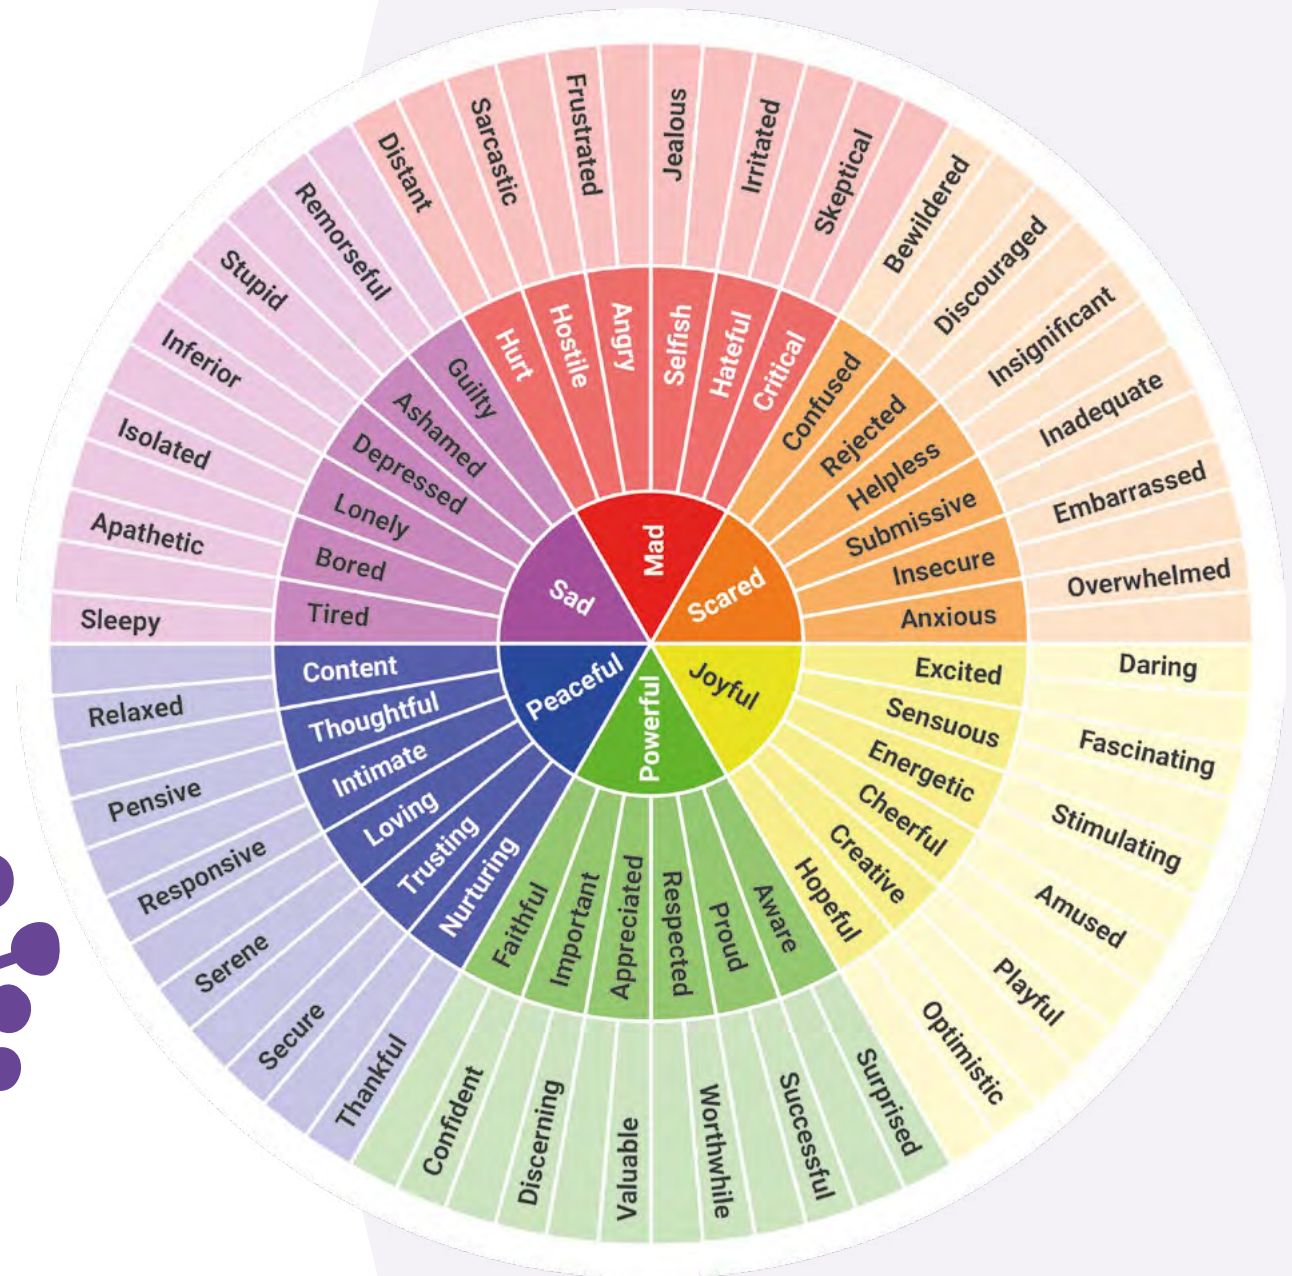 Mad
Scared
Joyful
Powerful
Peaceful
Sad
Hurt
Hostile
Angry
Selfish
Hateful
Critical
Confused
Rejected
Helpless
Submissive
Insecure
Anxious
Excited
Sensuous
Energetic
Cheerful
Creative
Hopeful
Aware
Proud
Respected
Appreciated
Important
Faithful
Nurturing
Trusting
Loving
Intimate
Thoughtful
Content
Tired
Bored
Lonely
Depressed
Ashamed
Guilty
Distant
Sarcastic
Frustrated
Jealous
Irritated
Skeptical
Bewildered
Discouraged
Insignificant
Inadequate
Embarrassed
Overwhelmed
Daring
Fascinating
Stimulating
Amused
Playful
Optimistic
Surprised
Successful
Worthwhile
Valuable
Discerning
Confident
Thankful
Secure
Serene
Responsive
Pensive
Relaxed
Sleepy
Apathetic
Isolated
Inferior
Stupid
Remorseful